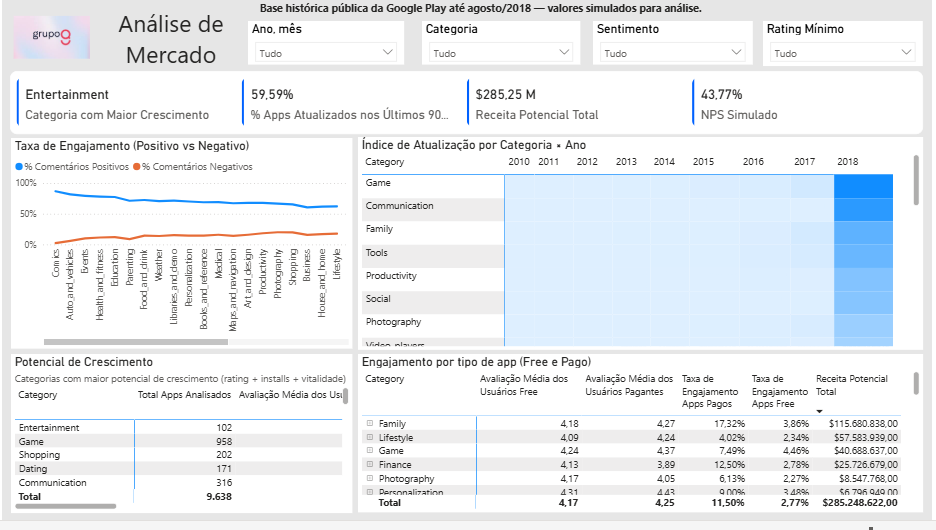 Base histórica pública da Google Play até agosto/2018 — valores simulados para análise.
grupo
Análise de
Mercado
Ano, mês
Tudo
Categoria
Tudo
Sentimento
Tudo
Rating Mínimo
Tudo
Entertainment
Categoria com Maior Crescimento
59,59%
% Apps Atualizados nos Últimos 90...
$285,25 M
Receita Potencial Total
43,77%
NPS Simulado
Taxa de Engajamento (Positivo vs Negativo)
% Comentários Positivos % Comentários Negativos
100%
50%
0%
Comics
Auto_and_vehicles
Events
Health_and_fitness
Education
Parenting
Food_and_drink
Weather
Libraries_and_demo
Personalization
Books_and_reference
Medical
Maps_and_navigation
Art_and_design
Productivity
Photography
Shopping
Business
House_and_home
Lifestyle
Índice de Atualização por Categoria × Ano
Category 2010 2011 2012 2013 2014 2015 2016 2017 2018
Game
Communication
Family
Tools
Productivity
Social
Photography
Video_players
Potencial de Crescimento
Categorias com maior potencial de crescimento (rating + installs + vitalidade)
Category Total Apps Analisados Avaliação Média dos Usu
Entertainment 102
Game 958
Shopping 202
Dating 171
Communication 316
Total 9.638
Engajamento por tipo de app (Free e Pago)
Category Avaliação Média dos Usuários Free Avaliação Média dos Usuários Pagantes Taxa de Engajamento Apps Pagos Taxa de Engajamento Apps Free Receita Potencial Total
Family 4,18 4,27 17,32% 3,86% $115.680.838,00
Lifestyle 4,09 4,24 4,02% 2,34% $57.583.939,00
Game 4,24 4,37 7,49% 4,46% $40.688.637,00
Finance 4,13 3,89 12,50% 2,78% $25.726.679,00
Photography 4,17 4,05 6,13% 2,27% $8.547.768,00
Personalization 4,31 4,43 9,00% 3,48% $6.796.949,00
Total 4,17 4,25 11,50% 2,77% $285.248.622,00